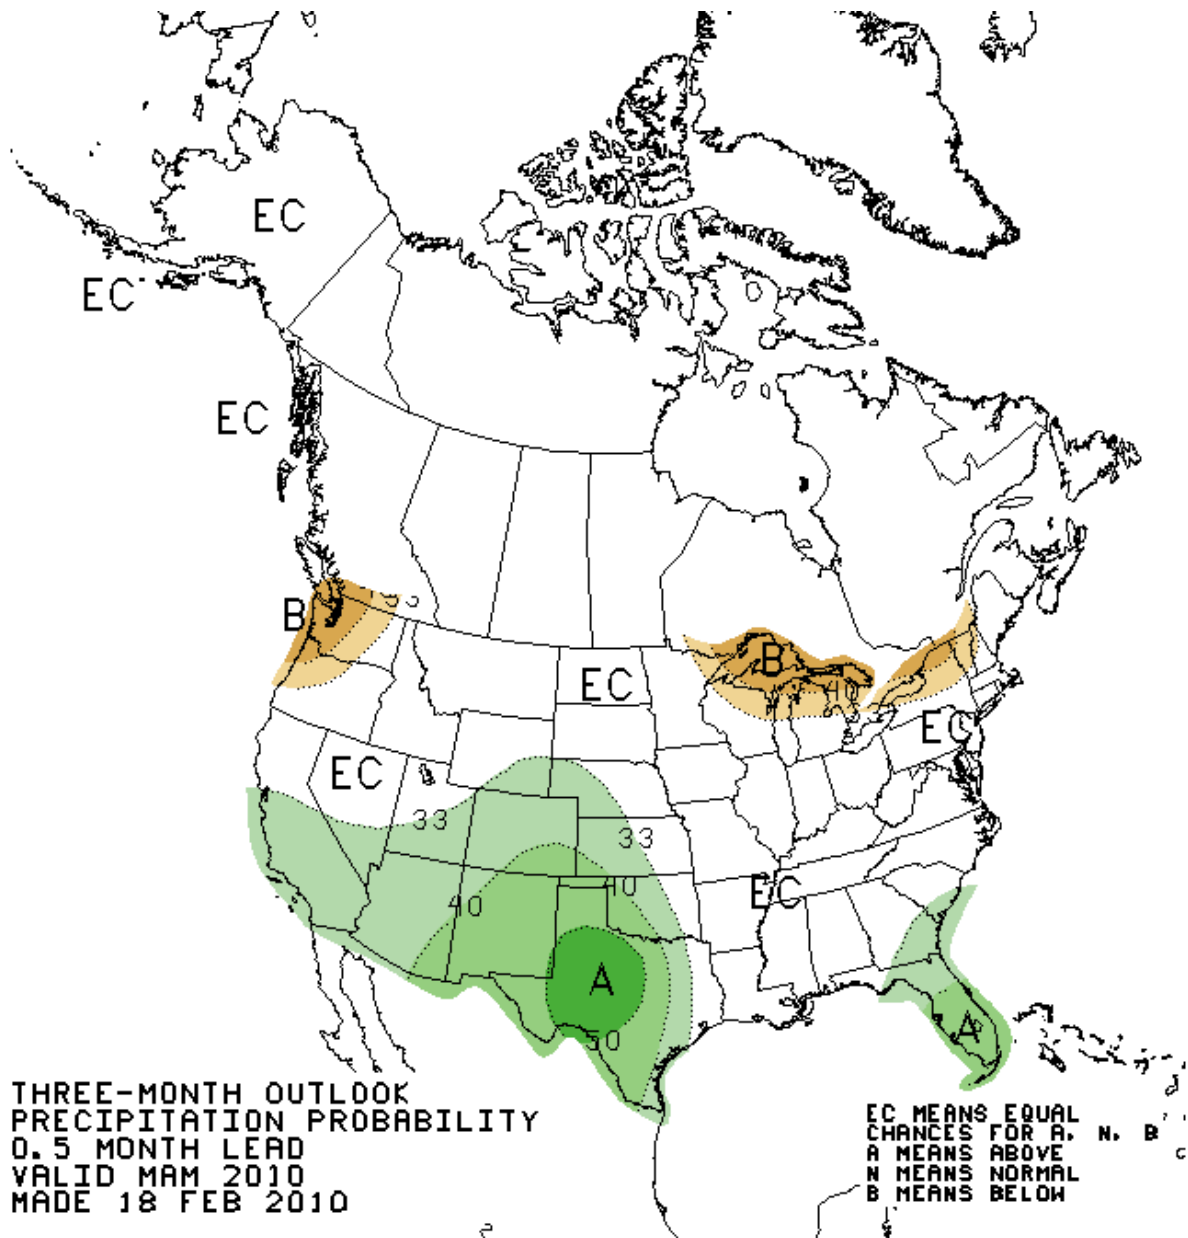 EC
EC
EC
B 33
B
EC
40
EC
EC
33
33
EC
40
40
A
A
50
THREE-MONTH OUTLOOK
PRECIPITATION PROBABILITY
0.5 MONTH LEAD
VALID MAM 2010
MADE 18 FEB 2010
EC MEANS EQUAL
CHANCES FOR A, N, B
A MEANS ABOVE
N MEANS NORMAL
B MEANS BELOW